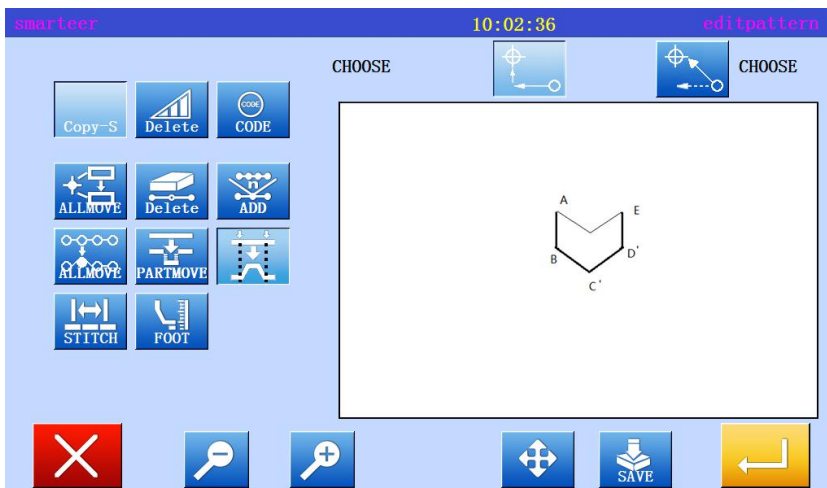 smarteer 10:02:36 editpattern
CHOOSE CHOOSE
Copy-S Delete CODE CODE
ALLMOVE Delete n ADD
ALLMOVE PARTMOVE
STITCH FOOT
A
E
B
D'
C'
SAVE